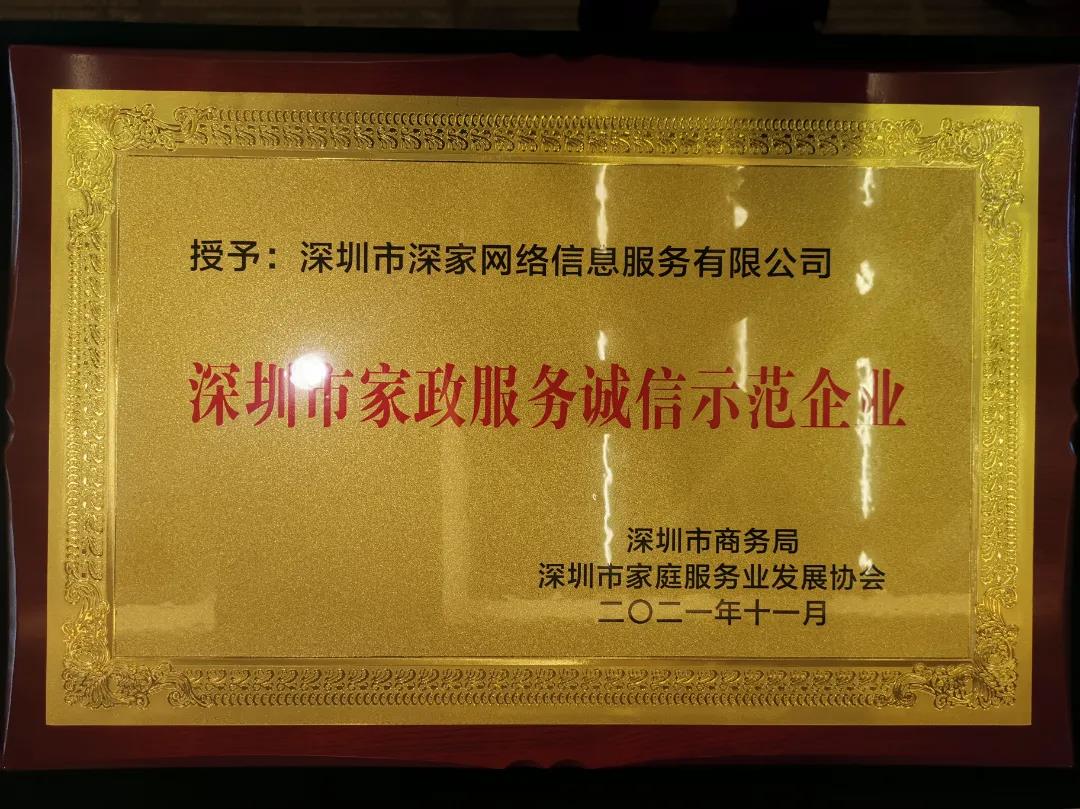 授予：深圳市深家网络信息服务有限公司
深圳市家政服务诚信示范企业
深圳市商务局
深圳市家庭服务业发展协会
二〇二一年十一月